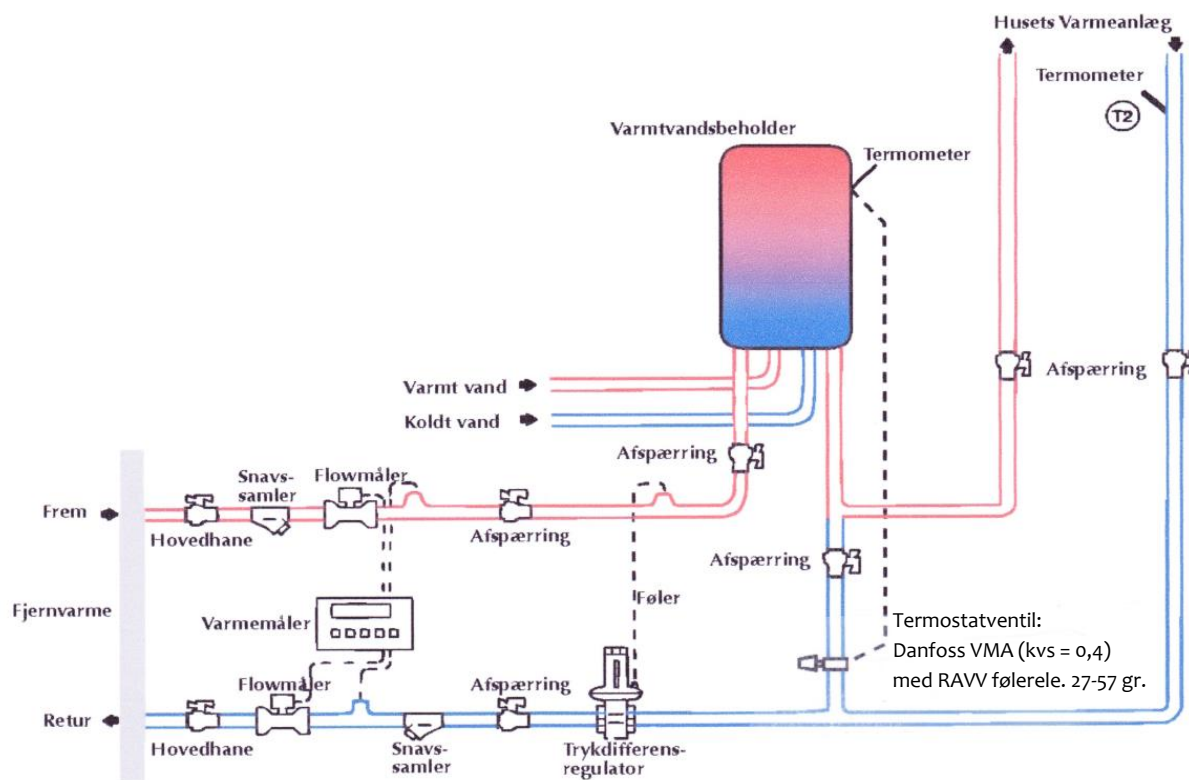 Husets Varmeanlæg
Termometer
T2
Varmtvandsbeholder
Termometer
Varmt vand
Afspærring
Koldt vand
Afspærring
Snavs-
samler
Flowmåler
Frem
Hovedhane
Afspærring
Afspærring
Føler
Fjernvarme
Varmemåler
Termostatventil:
Danfoss VMA (kvs = 0,4)
med RAVV følerele. 27-57 gr.
Flowmåler
Afspærring
Retur
Hovedhane
Snavs-
samler
Trykdifferens-
regulator